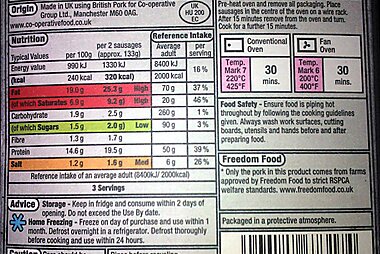 Origin Made in UK using British Pork for Co-operative
Group Ltd., Manchester M60 0AG.
www.co-operativefood.co.uk
UK
HU 200
EC
Nutrition Reference Intake
Typical Values per 100g per 2 sausages (approx. 133g) Average adult per serving
Energy 990 kJ 1330 kJ 8400 kJ 16 %
(kcal 240 kcal 320 kcal) 2000 kcal
Fat 19.0g 25.3g High 70 g 37 %
(of which Saturates 6.9g 9.2g) High 20 g 46 %
Carbohydrate 1.9g 2.5g 260 g 1 %
(of which Sugars 1.5g 2.0g) Low 90 g 3 %
Fibre 1.3g 1.7g
Protein 14.6g 19.5g 50 g 39 %
Salt 1.2g 1.6g Med 6 g 26 %
Reference intake of an average adult (8400kJ/ 2000kcal)
3 Servings
Advice Storage - Keep in fridge and consume within 2 days of
opening. Do not exceed the Use By date.
Home Freezing - Freeze on day of purchase and use within 1
month. Defrost overnight in a refrigerator. Defrost thoroughly
before cooking and use within 24 hours.
Caution
Pre-heat oven and remove all packaging. Place
sausages in the centre of the oven on a wire rack.
After 15 minutes remove from the oven and turn.
Cook for a further 15 minutes.
Conventional Oven
Fan Oven
Temp.
Mark 7
220°C
425°F
30
mins.
Temp.
Mark 6
200°C
400°F
30
mins.
Food Safety - Ensure food is piping hot
throughout by following the cooking guidelines
given. Always wash work surfaces, cutting
boards, utensils and hands before and after
preparing food.
Freedom Food
* Only the pork in this product comes from farms
approved by Freedom Food to strict RSPCA
welfare standards. www.freedomfood.co.uk
Packaged in a protective atmosphere.